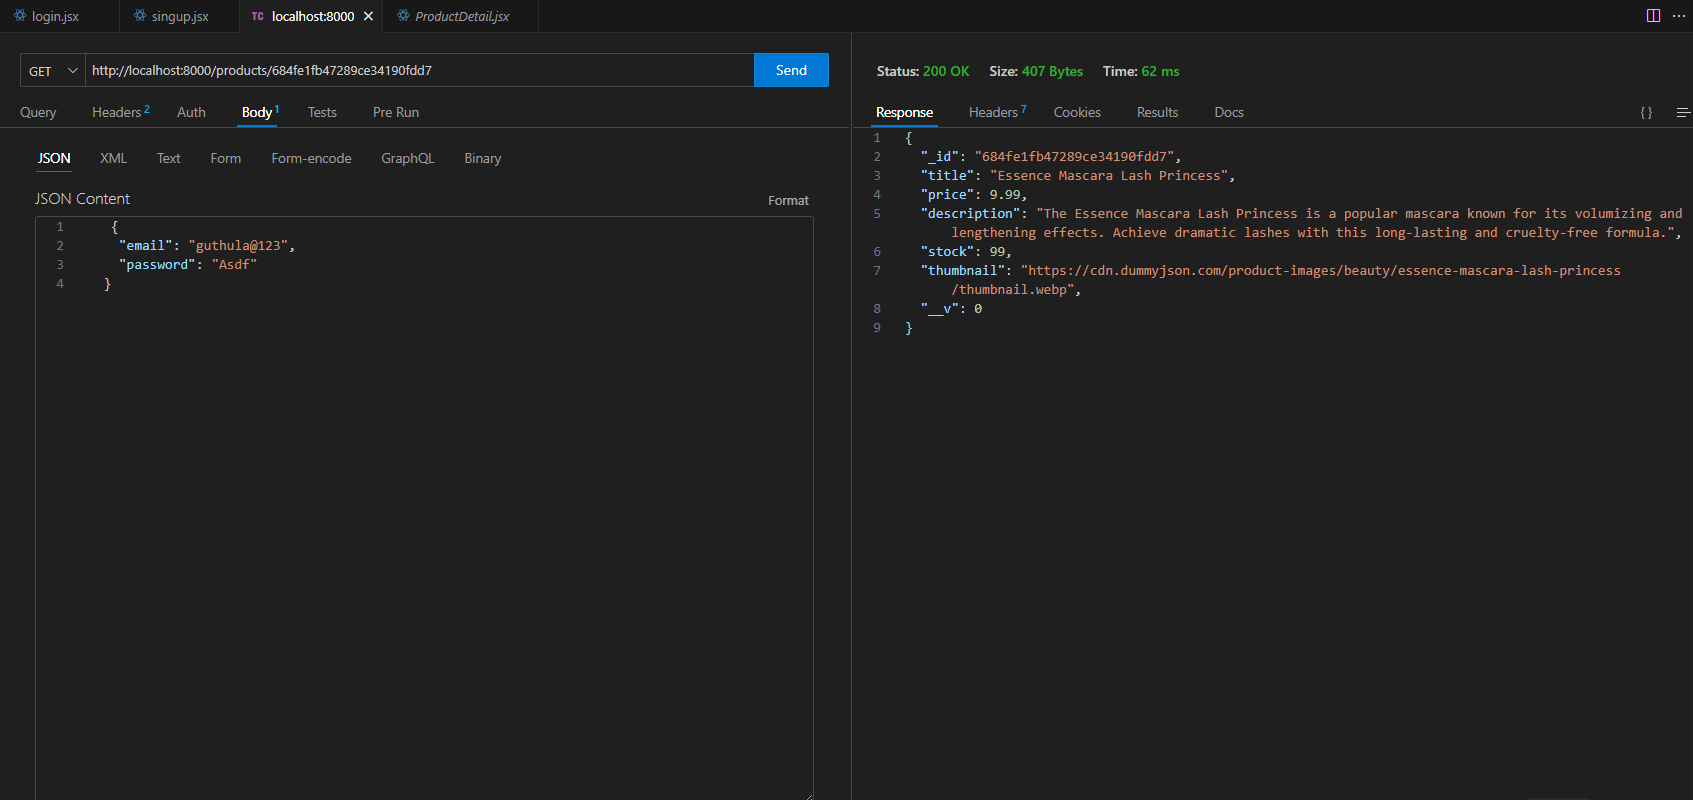 login.jsx singup.jsx TC localhost:8000 ProductDetail.jsx
GET http://localhost:8000/products/684fe1fb47289ce34190fdd7 Send
Query Headers 2 Auth Body 1 Tests Pre Run
JSON XML Text Form Form-encode GraphQL Binary
JSON Content Format
1 {
2 "email": "guthula@123",
3 "password": "Asdf"
4 }
Status: 200 OK Size: 407 Bytes Time: 62 ms
Response Headers 7 Cookies Results Docs { }
1 {
2 "_id": "684fe1fb47289ce34190fdd7",
3 "title": "Essence Mascara Lash Princess",
4 "price": 9.99,
5 "description": "The Essence Mascara Lash Princess is a popular mascara known for its volumizing and
lengthening effects. Achieve dramatic lashes with this long-lasting and cruelty-free formula.",
6 "stock": 99,
7 "thumbnail": "https://cdn.dummyjson.com/product-images/beauty/essence-mascara-lash-princess
/thumbnail.webp",
8 "__v": 0
9 }